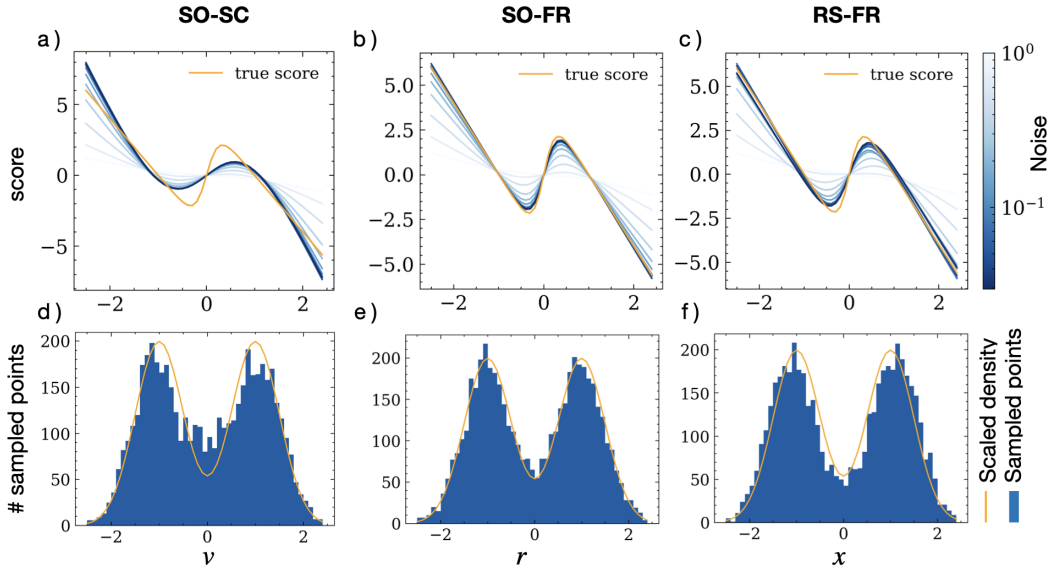 SO-SC SO-FR RS-FR
a) b) c)
true score true score true score
score
5
0
−5
−2 0 2
5.0
2.5
0.0
−2.5
−5.0
−2 0 2
5.0
2.5
0.0
−2.5
−5.0
−2 0 2
10⁰
10⁻¹
Noise
d) e) f)
# sampled points
200
150
100
50
0
−2 0 2
v
200
150
100
50
0
−2 0 2
r
200
150
100
50
0
−2 0 2
x
Scaled density
Sampled points